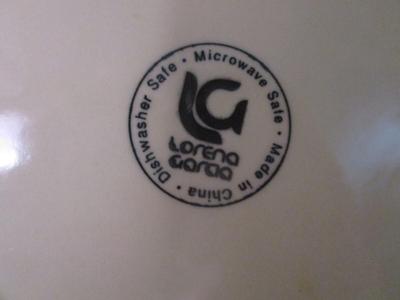 Dishwasher Safe • Microwave Safe • Made in China •
LG
Lorena
Garcia